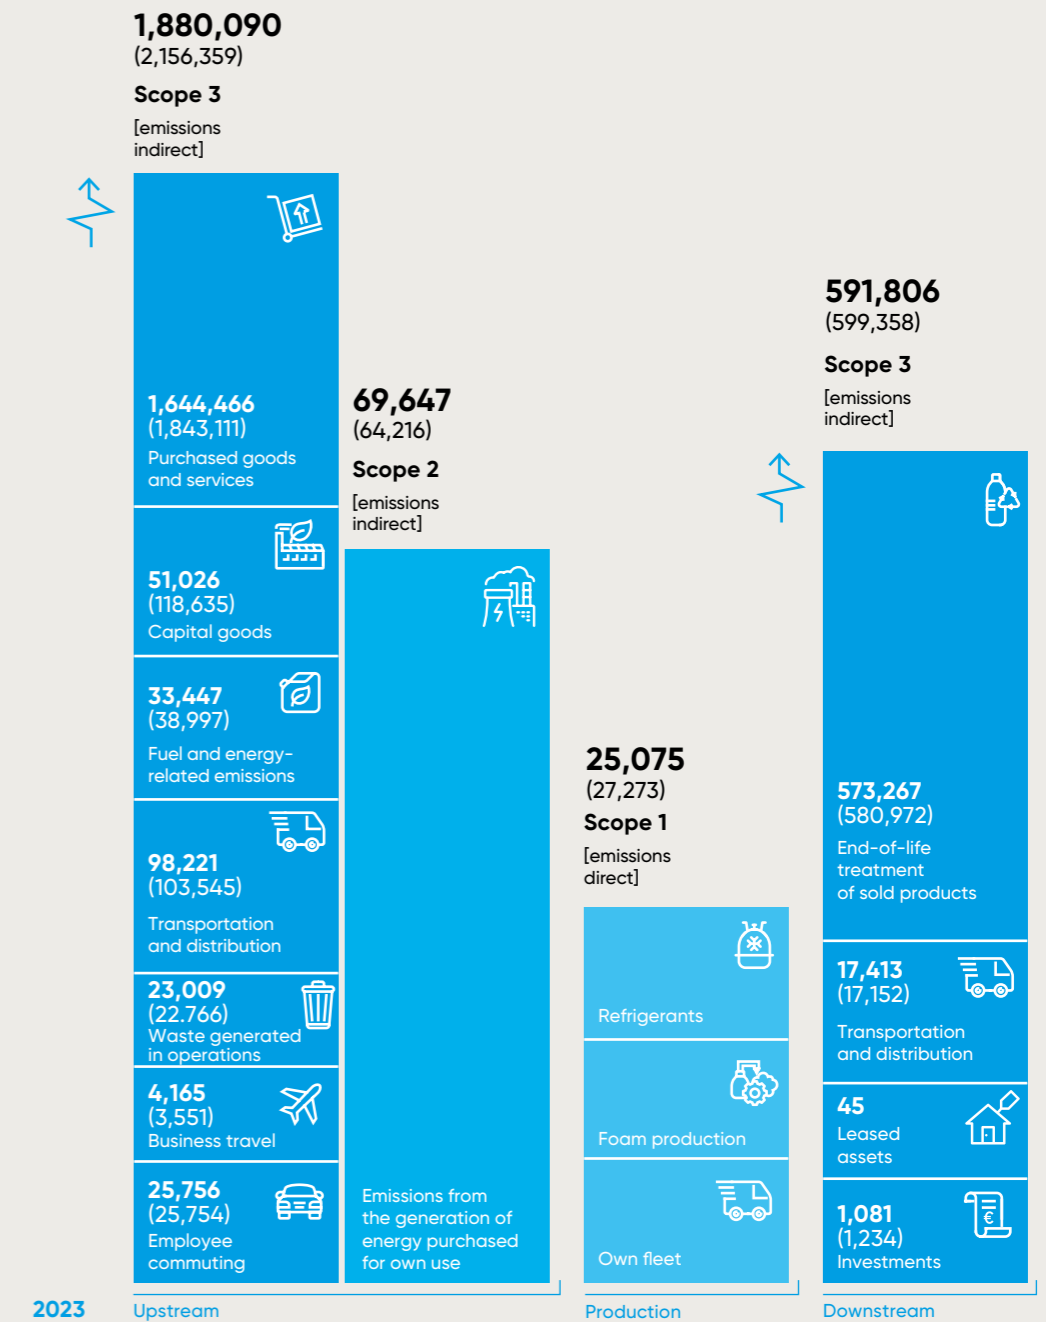 1,880,090
(2,156,359)
Scope 3
[emissions
indirect]
1,644,466
(1,843,111)
Purchased goods
and services
51,026
(118,635)
Capital goods
33,447
(38,997)
Fuel and energy-
related emissions
98,221
(103,545)
Transportation
and distribution
23,009
(22.766)
Waste generated
in operations
4,165
(3,551)
Business travel
25,756
(25,754)
Employee
commuting
69,647
(64,216)
Scope 2
[emissions
indirect]
Emissions from
the generation of
energy purchased
for own use
25,075
(27,273)
Scope 1
[emissions
direct]
Refrigerants
Foam production
Own fleet
591,806
(599,358)
Scope 3
[emissions
indirect]
573,267
(580,972)
End-of-life
treatment
of sold products
17,413
(17,152)
Transportation
and distribution
45
Leased
assets
€
1,081
(1,234)
Investments
2023
Upstream
Production
Downstream